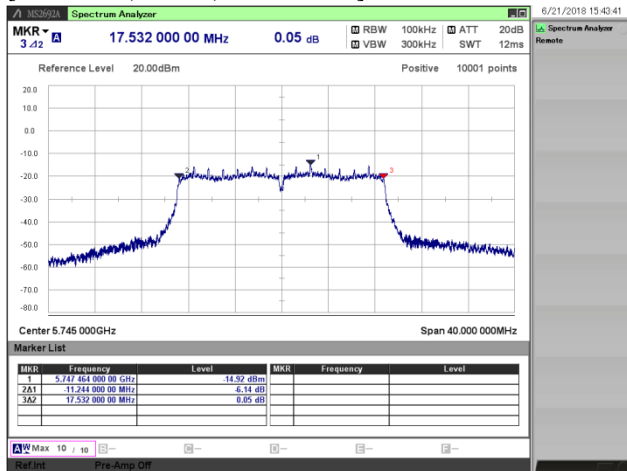 MS2692A Spectrum Analyzer
6/21/2018 15:43:41
MKR 3Δ2 A 17.532 000 00 MHz 0.05 dB
M RBW 100kHz M ATT 20dB
M VBW 300kHz SWT 12ms
Spectrum Analyzer
Remote
Reference Level 20.00dBm Positive 10001 points
20.0
10.0
0.0
-10.0
-20.0
-30.0
-40.0
-50.0
-60.0
-70.0
-80.0
2
1
3
Center 5.745 000GHz Span 40.000 000MHz
Marker List
MKR Frequency Level MKR Frequency Level
1 5.747 464 000 00 GHz -14.92 dBm
2Δ1 -11.244 000 00 MHz -6.14 dB
3Δ2 17.532 000 00 MHz 0.05 dB
A W Max 10 / 10 B-- C-- D-- E-- F--
Ref.Int Pre-Amp Off